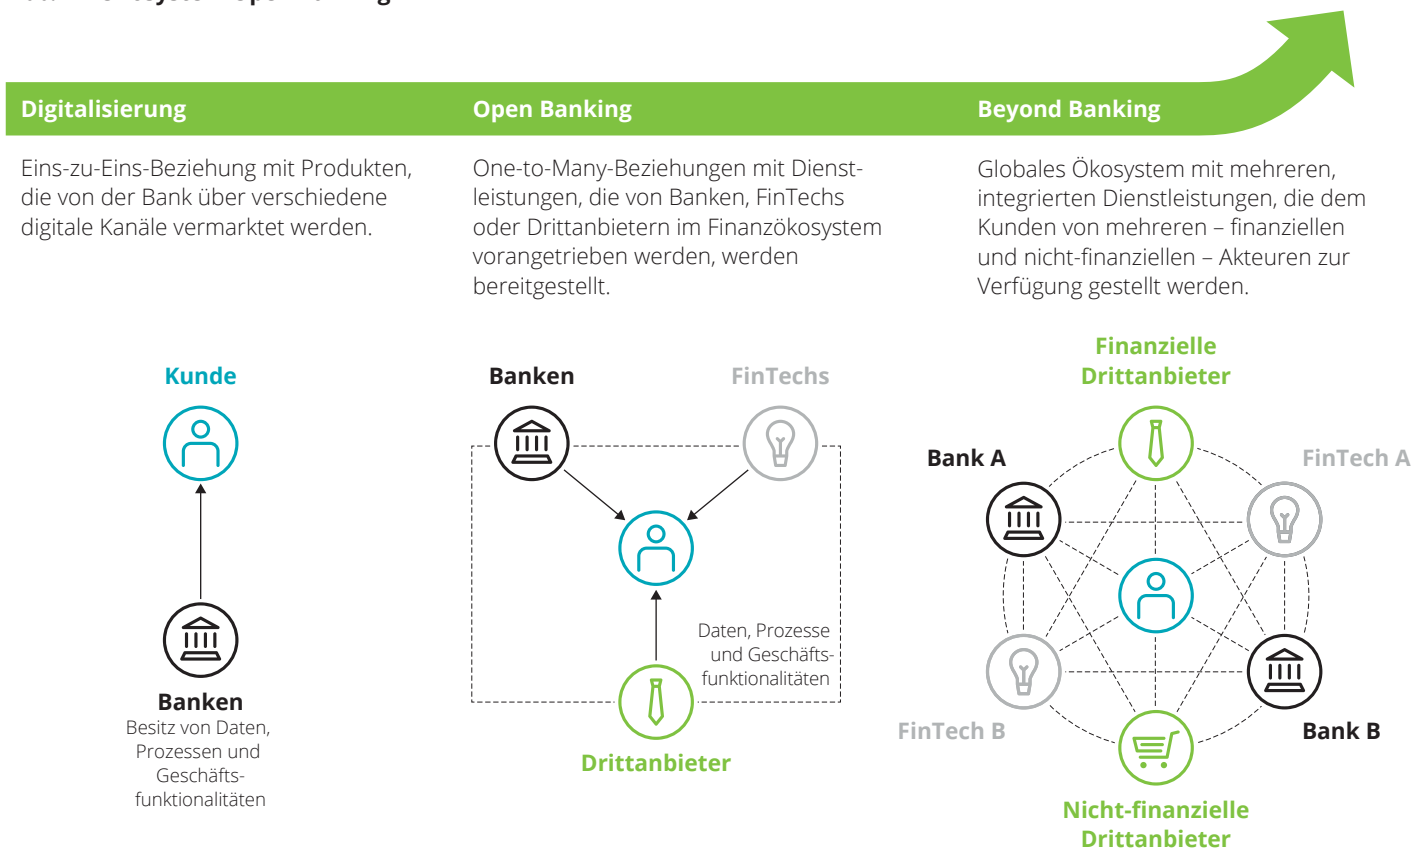 Digitalisierung
Eins-zu-Eins-Beziehung mit Produkten,
die von der Bank über verschiedene
digitale Kanäle vermarktet werden.
Open Banking
One-to-Many-Beziehungen mit Dienst-
leistungen, die von Banken, FinTechs
oder Drittanbietern im Finanzökosystem
vorangetrieben werden, werden
bereitgestellt.
Beyond Banking
Globales Ökosystem mit mehreren,
integrierten Dienstleistungen, die dem
Kunden von mehreren – finanziellen
und nicht-finanziellen – Akteuren zur
Verfügung gestellt werden.
Kunde
Banken
Besitz von Daten,
Prozessen und
Geschäfts-
funktionalitäten
Banken
FinTechs
Daten, Prozesse
und Geschäfts-
funktionalitäten
Drittanbieter
Finanzielle
Drittanbieter
Bank A
FinTech A
FinTech B
Bank B
Nicht-finanzielle
Drittanbieter